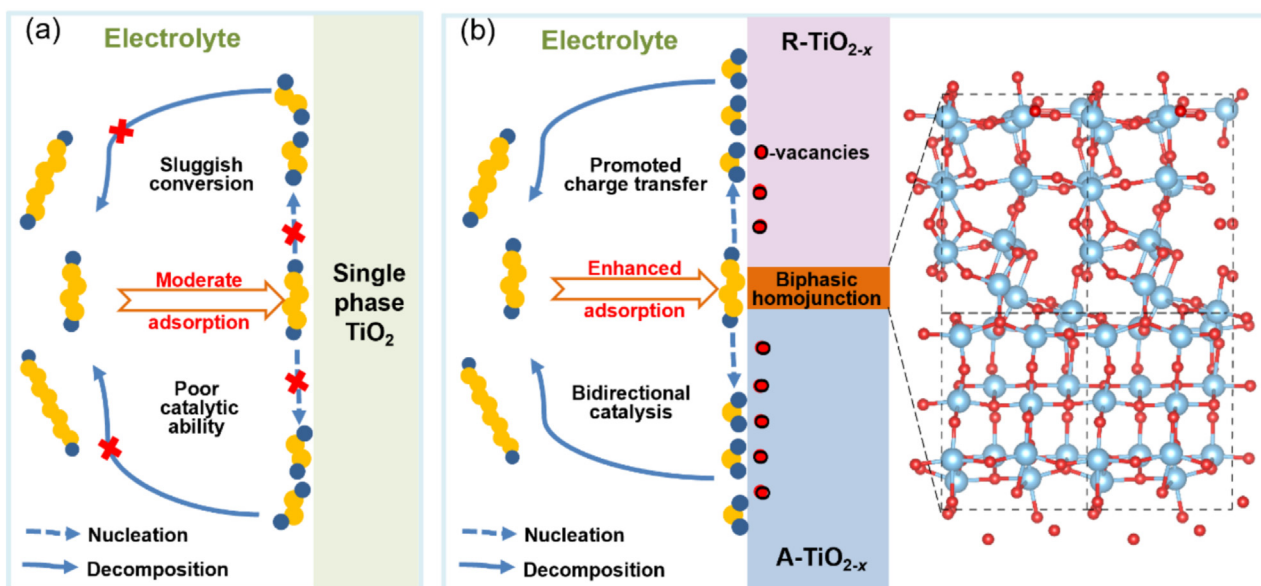 (a)
Electrolyte
Sluggish
conversion
Moderate
adsorption
Single
phase
TiO2
Poor
catalytic
ability
Nucleation
Decomposition
(b)
Electrolyte
R-TiO2-x
O-vacancies
Promoted
charge transfer
Enhanced
adsorption
Biphasic
homojunction
Bidirectional
catalysis
Nucleation
Decomposition
A-TiO2-x